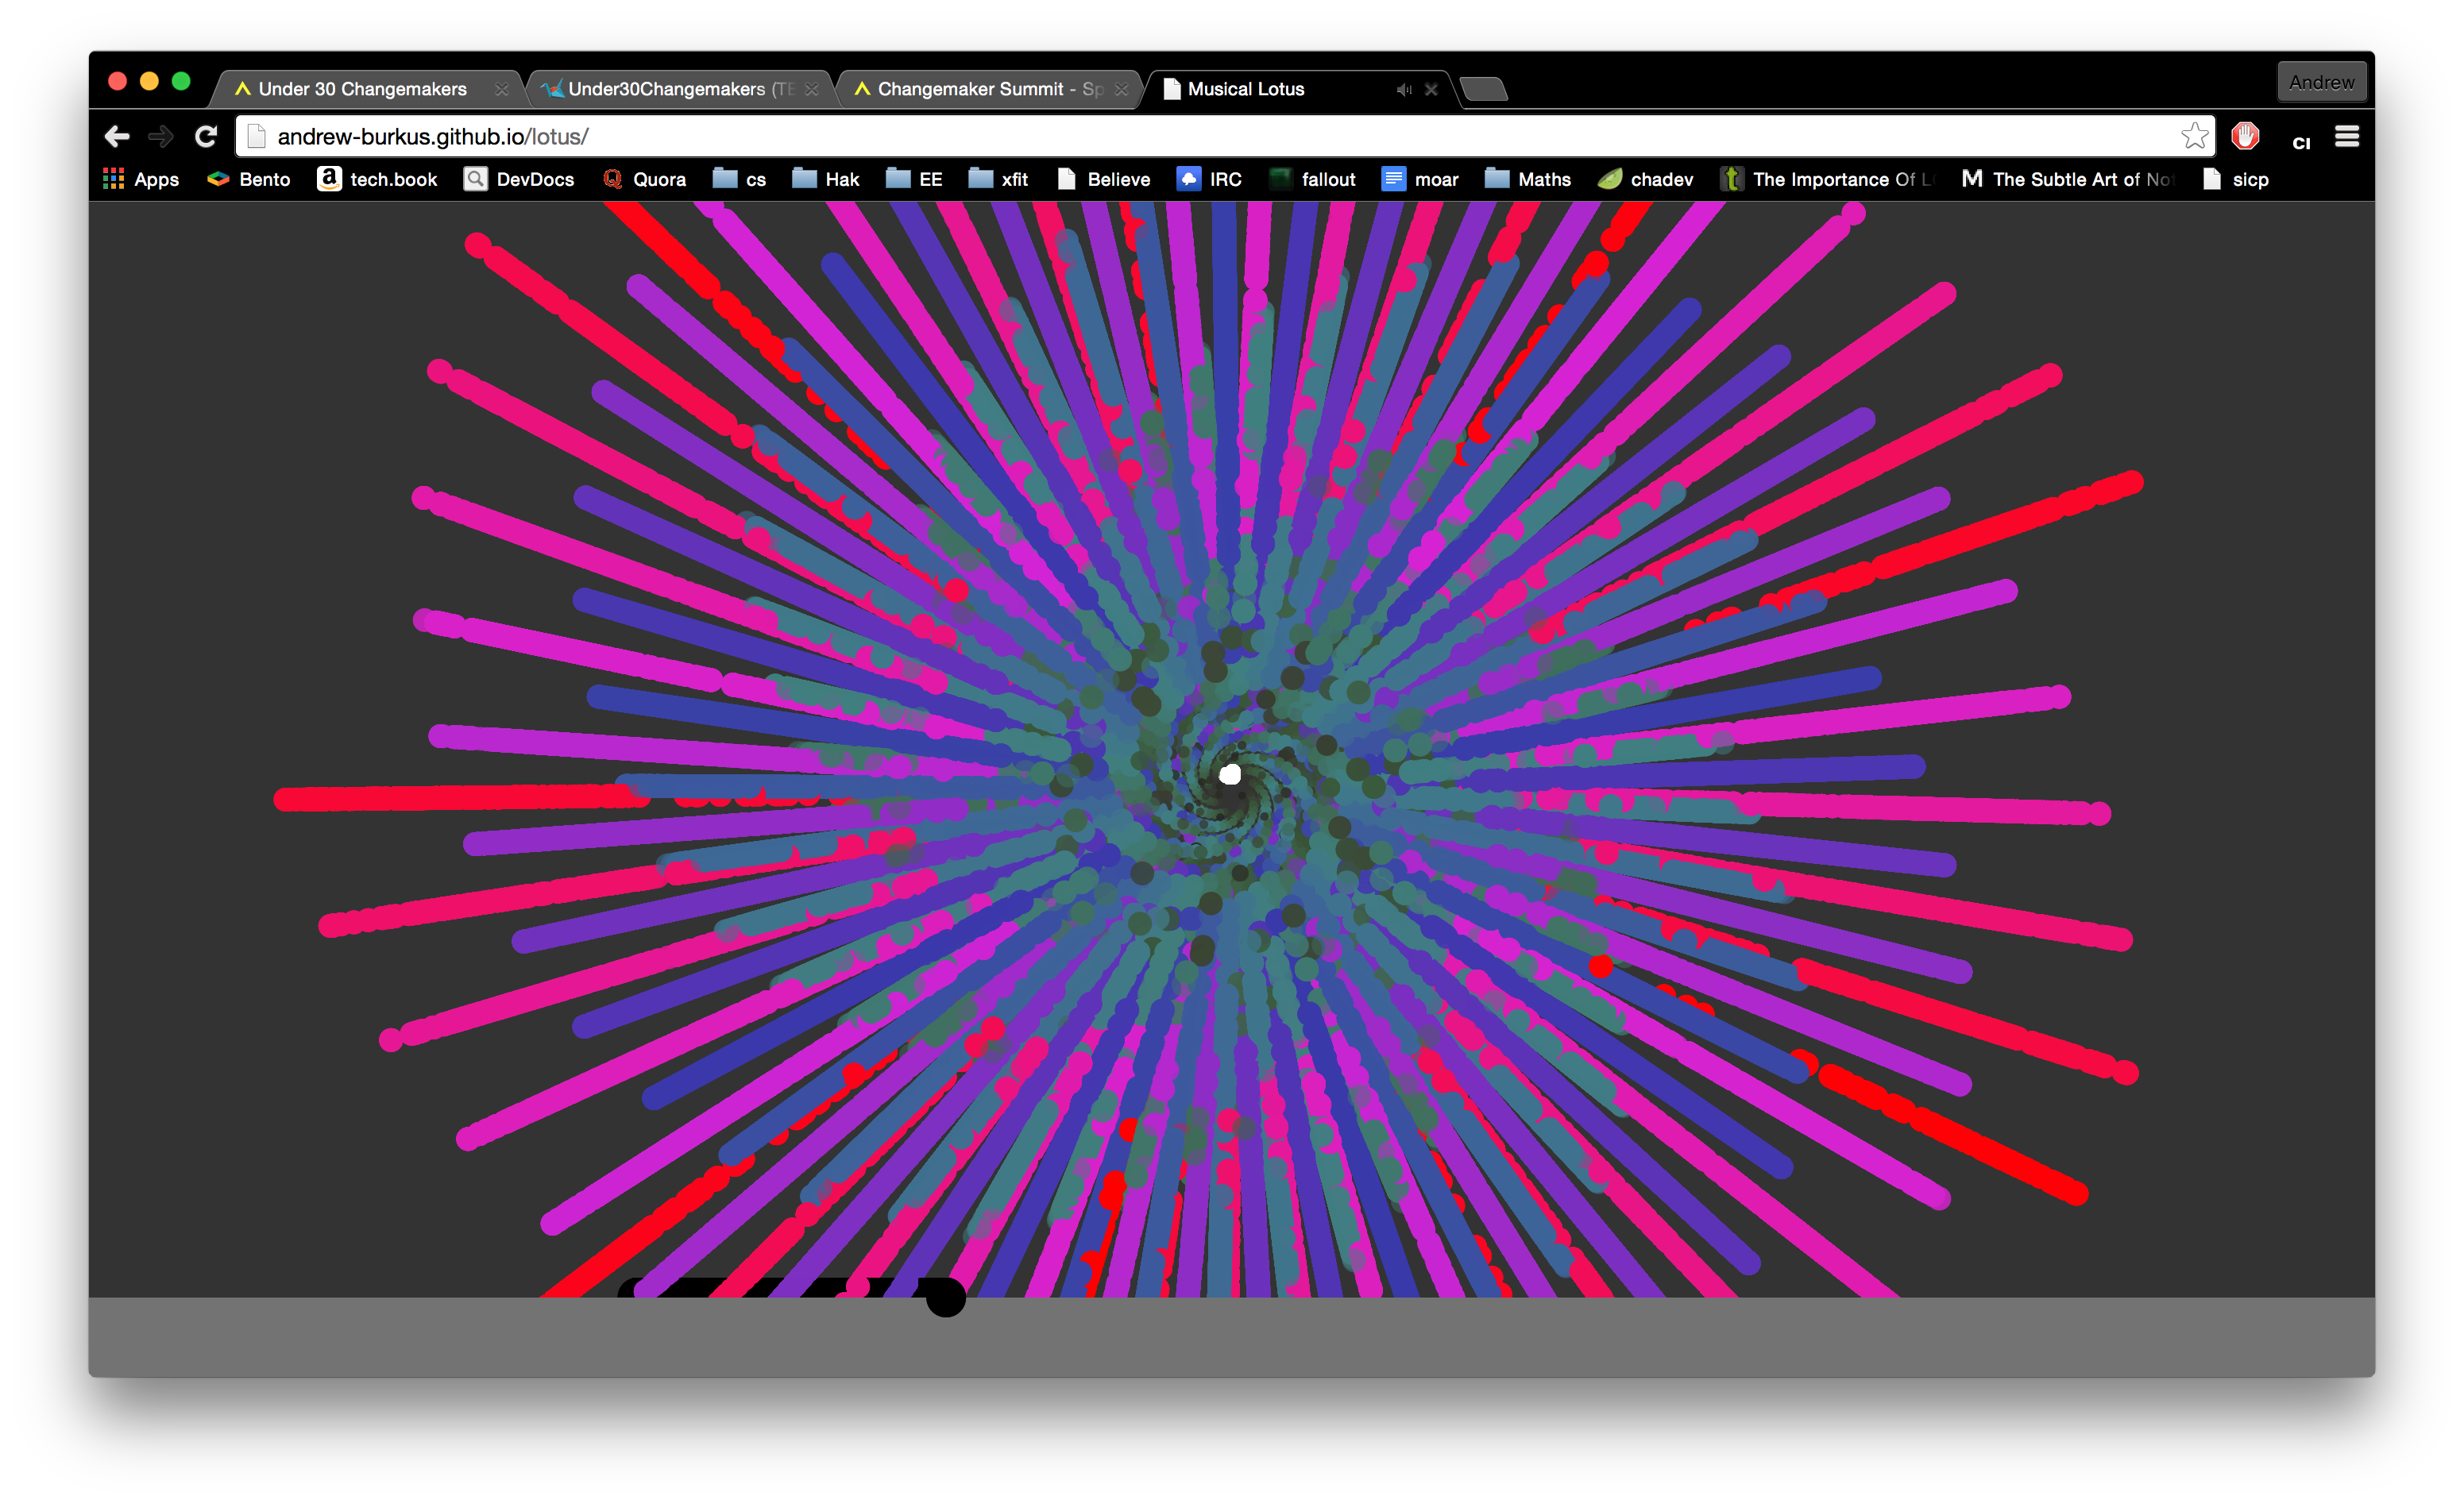 Under 30 Changemakers Under30Changemakers (TE Changemaker Summit - Sp Musical Lotus Andrew
andrew-burkus.github.io/lotus/ CI
Apps Bento tech.book DevDocs Quora cs Hak EE xfit Believe IRC fallout moar Maths chadev The Importance Of L The Subtle Art of Not sicp